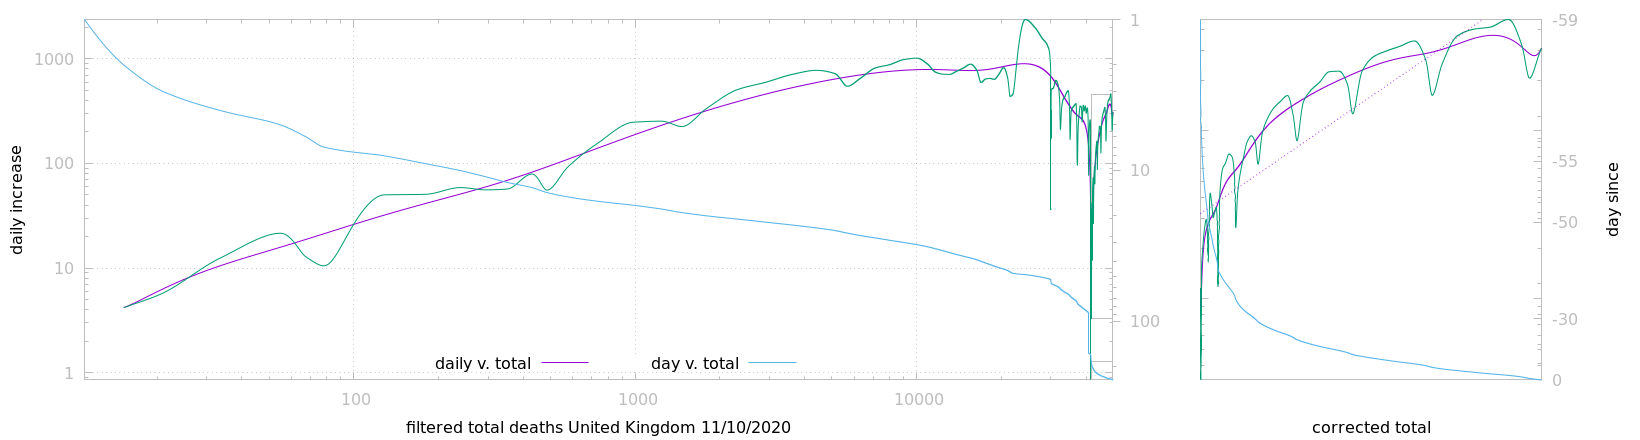 1000
100
10
1
daily increase
100
1000
10000
filtered total deaths United Kingdom 11/10/2020
daily v. total
day v. total
1
10
100
-59
-55
-50
-30
0
day since
corrected total